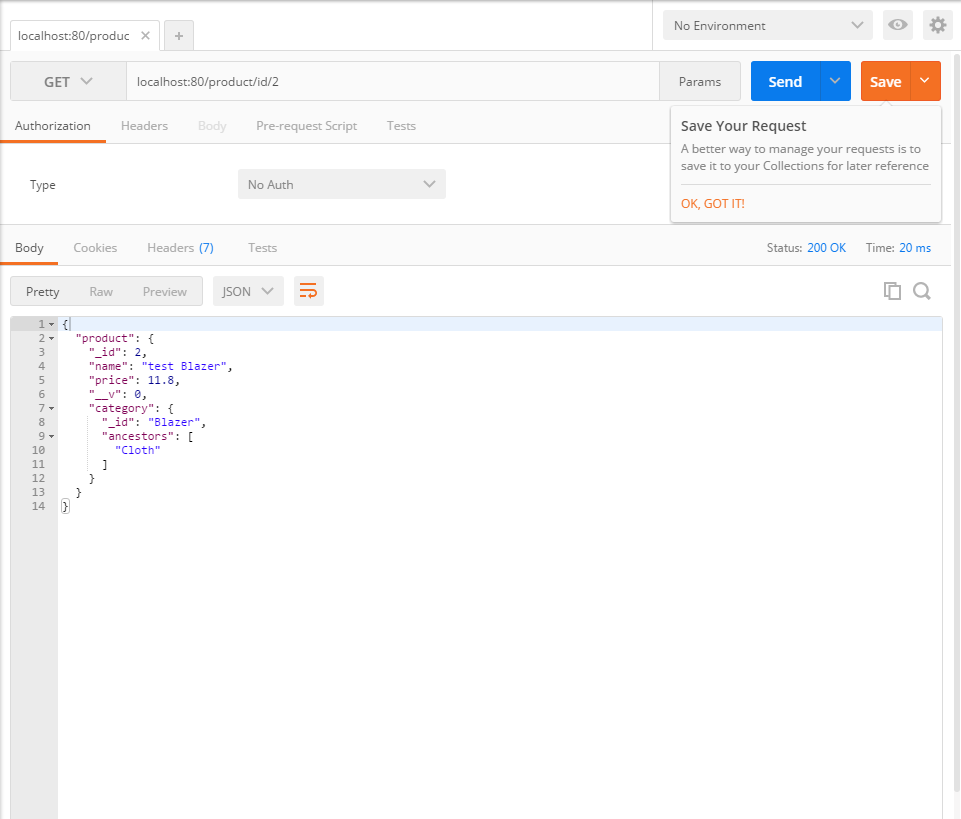 localhost:80/produc × +
No Environment
GET localhost:80/product/id/2 Params Send Save
Authorization Headers Body Pre-request Script Tests
Save Your Request
A better way to manage your requests is to
save it to your Collections for later reference
OK, GOT IT!
Type No Auth
Body Cookies Headers (7) Tests Status: 200 OK Time: 20 ms
Pretty Raw Preview JSON
1 {
2 "product": {
3 "_id": 2,
4 "name": "test Blazer",
5 "price": 11.8,
6 "__v": 0,
7 "category": {
8 "_id": "Blazer",
9 "ancestors": [
10 "Cloth"
11 ]
12 }
13 }
14 }